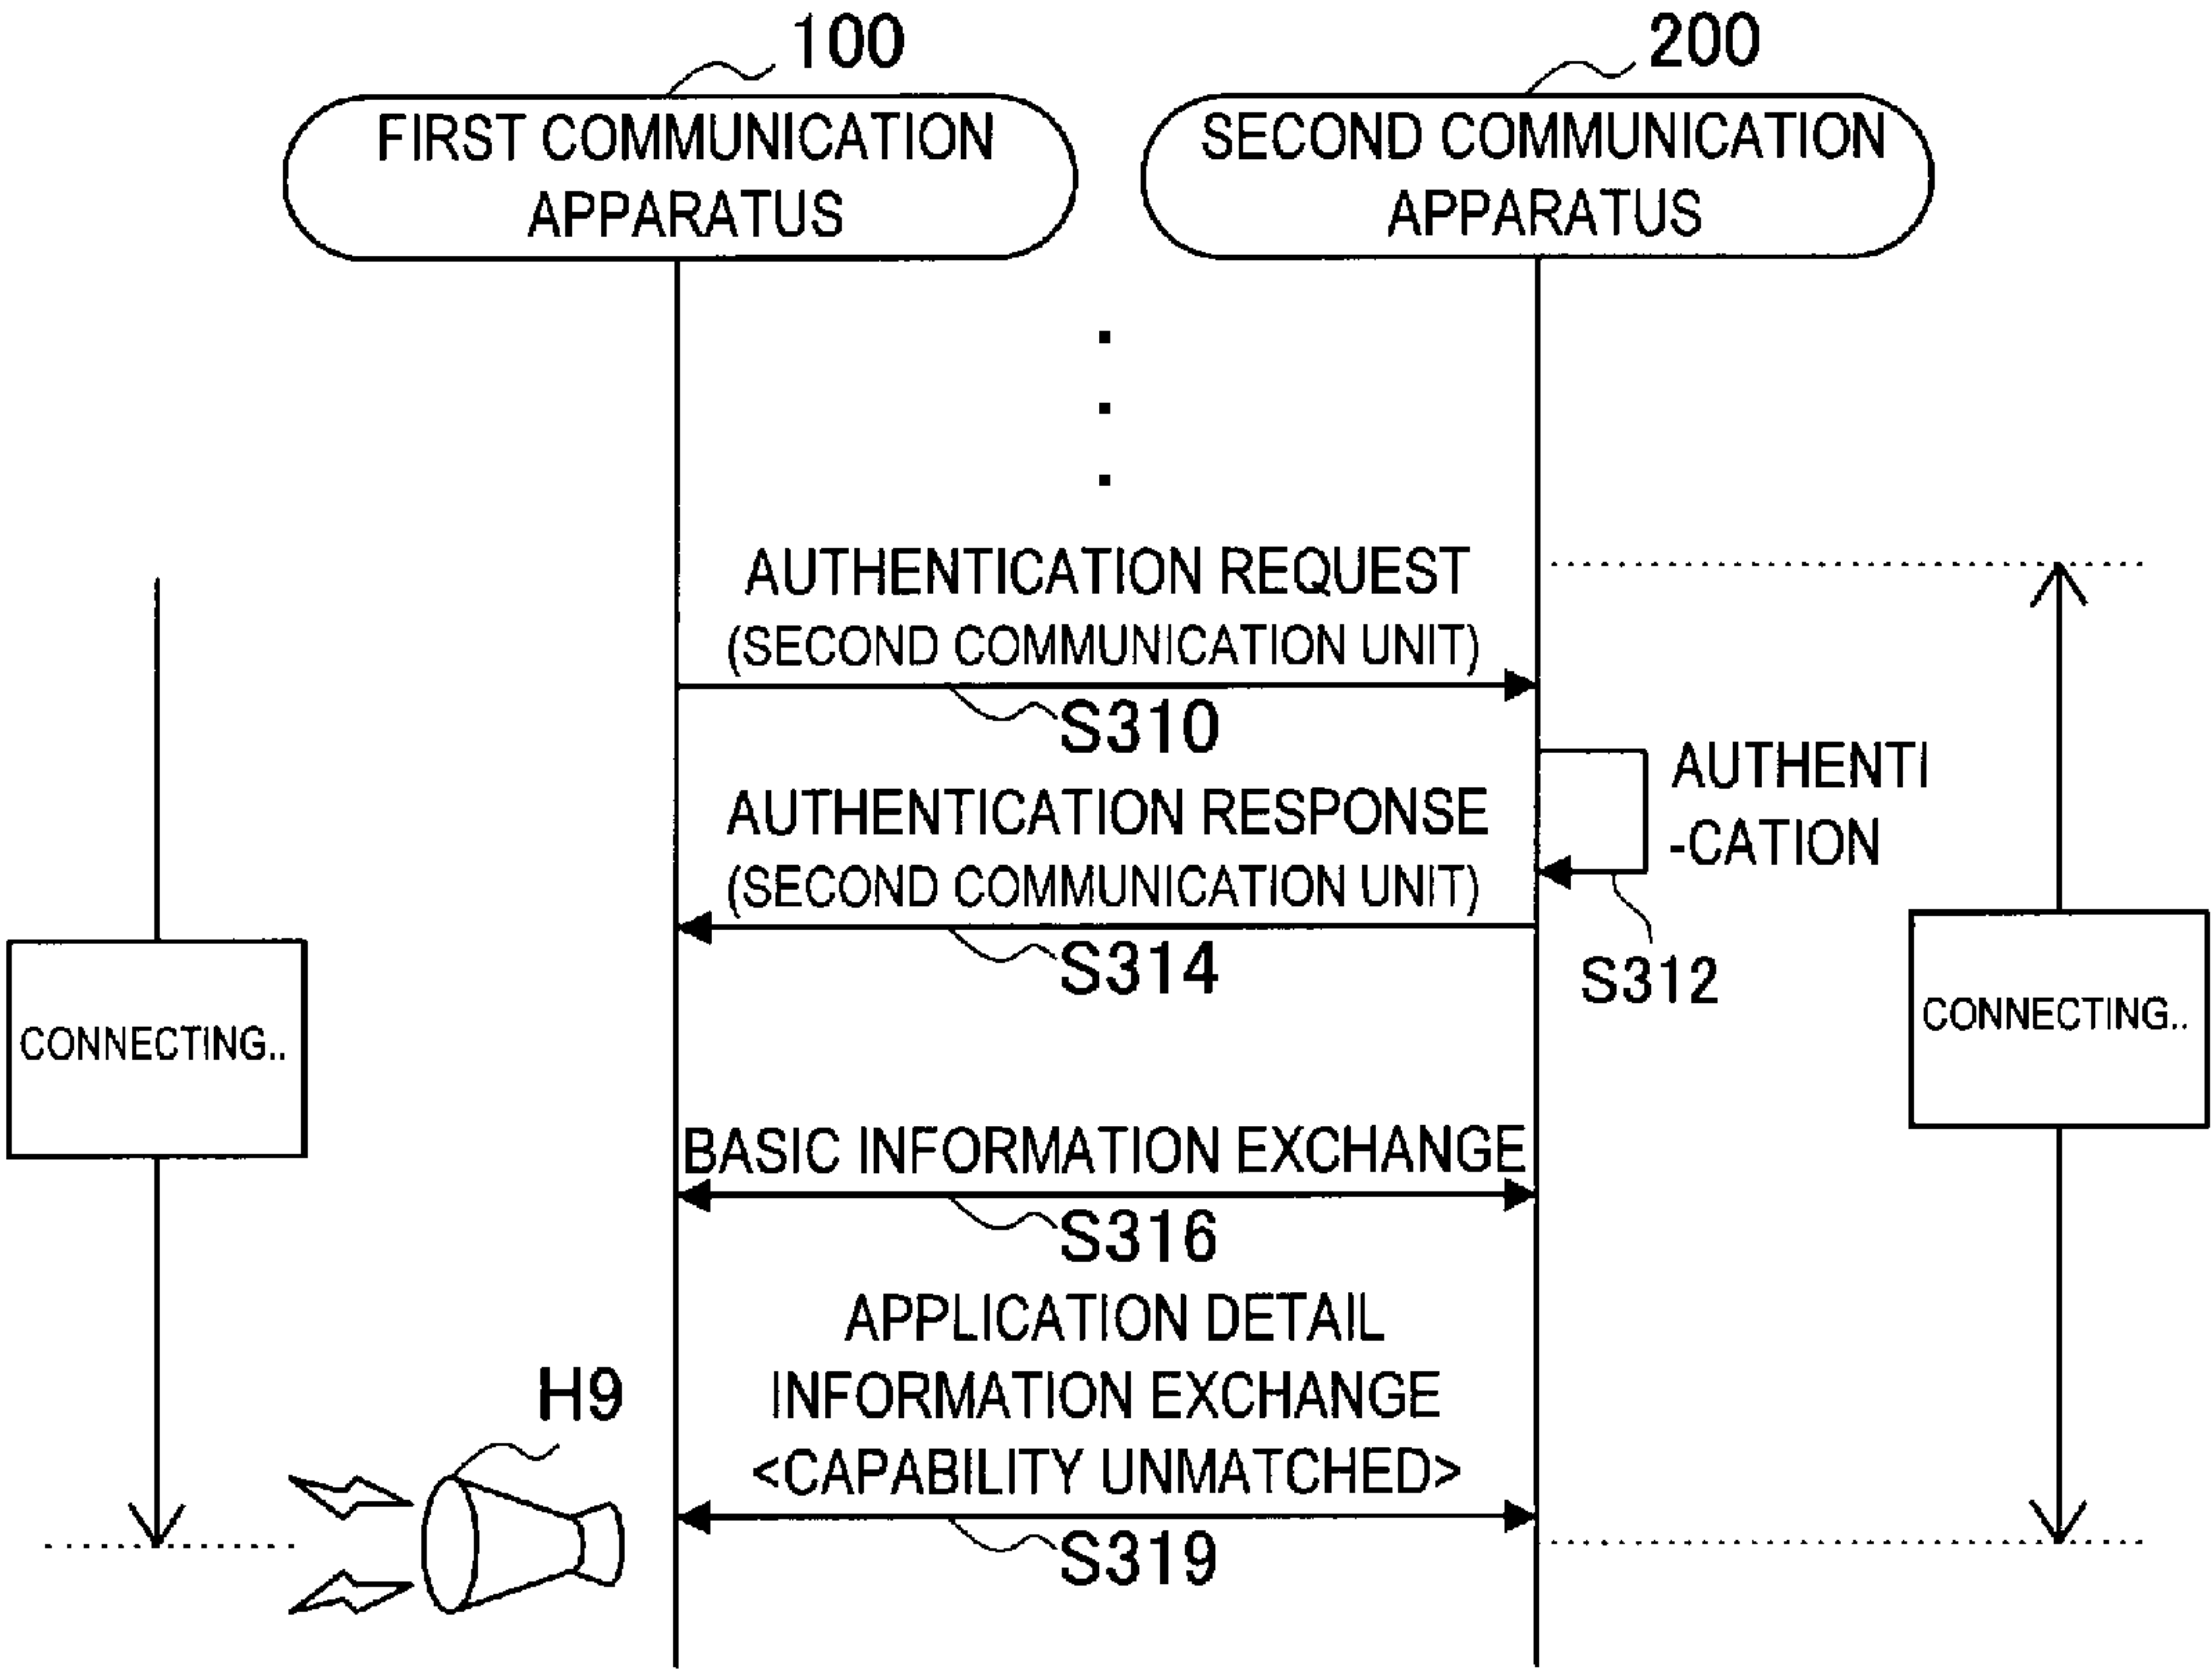 100
200
FIRST COMMUNICATION
APPARATUS
SECOND COMMUNICATION
APPARATUS
AUTHENTICATION REQUEST
(SECOND COMMUNICATION UNIT)
S310
AUTHENTI
-CATION
AUTHENTICATION RESPONSE
(SECOND COMMUNICATION UNIT)
S314
S312
CONNECTING..
CONNECTING..
BASIC INFORMATION EXCHANGE
S316
APPLICATION DETAIL
INFORMATION EXCHANGE
<CAPABILITY UNMATCHED>
H9
S319